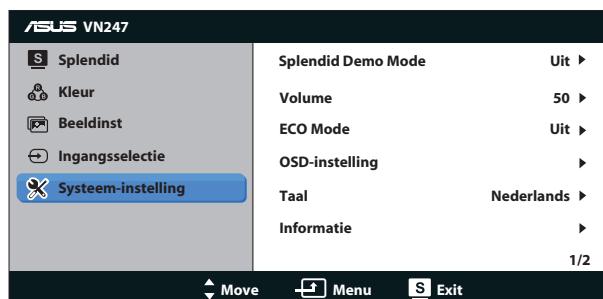 ASUS VN247
S Splendid
Kleur
Beeldinst
Ingangsselectie
Systeem-instelling
Splendid Demo Mode Uit
Volume 50
ECO Mode Uit
OSD-instelling
Taal Nederlands
Informatie
1/2
Move Menu S Exit